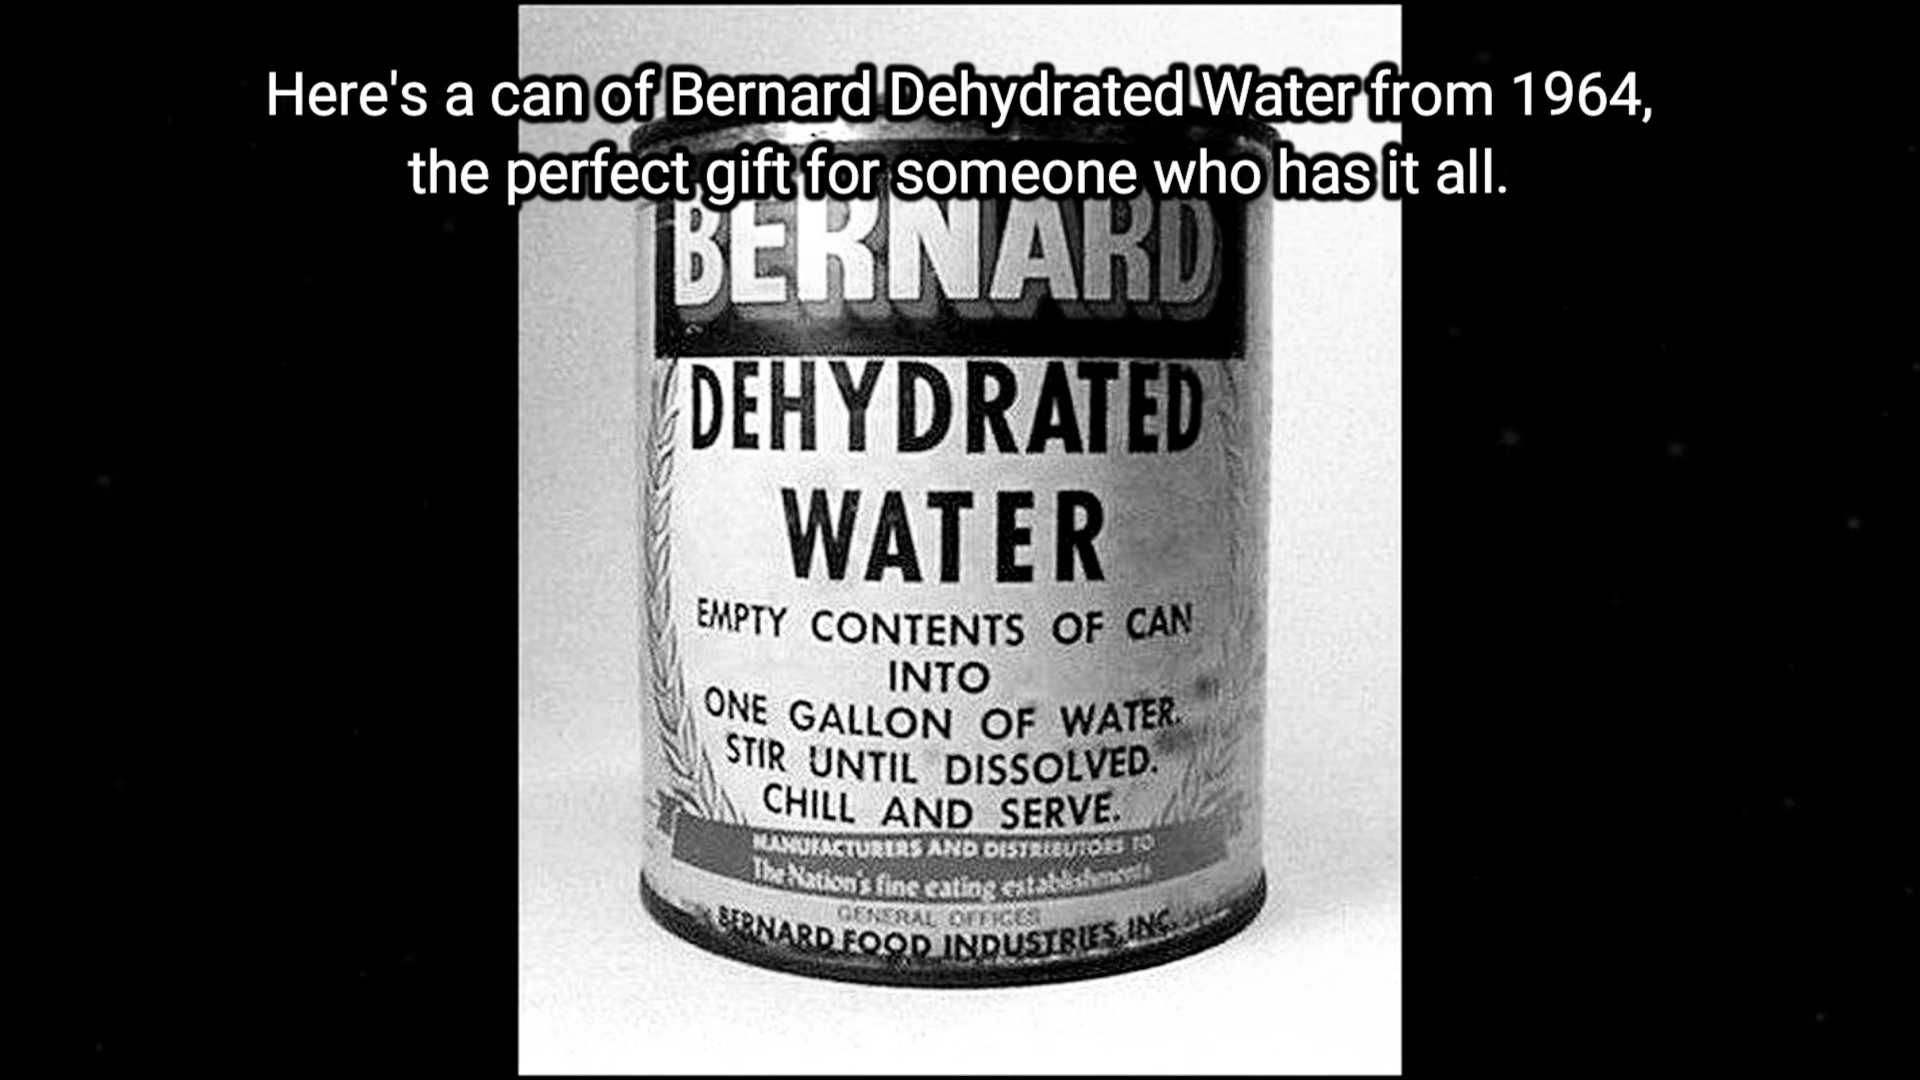 Here's a can of Bernard Dehydrated Water from 1964,
the perfect gift for someone who has it all.
BERNARD
DEHYDRATED
WATER
EMPTY CONTENTS OF CAN
INTO
ONE GALLON OF WATER.
STIR UNTIL DISSOLVED.
CHILL AND SERVE.
MANUFACTURERS AND DISTRIBUTORS TO
The Nation's fine eating establishments
GENERAL OFFICES
BERNARD FOOD INDUSTRIES, INC.